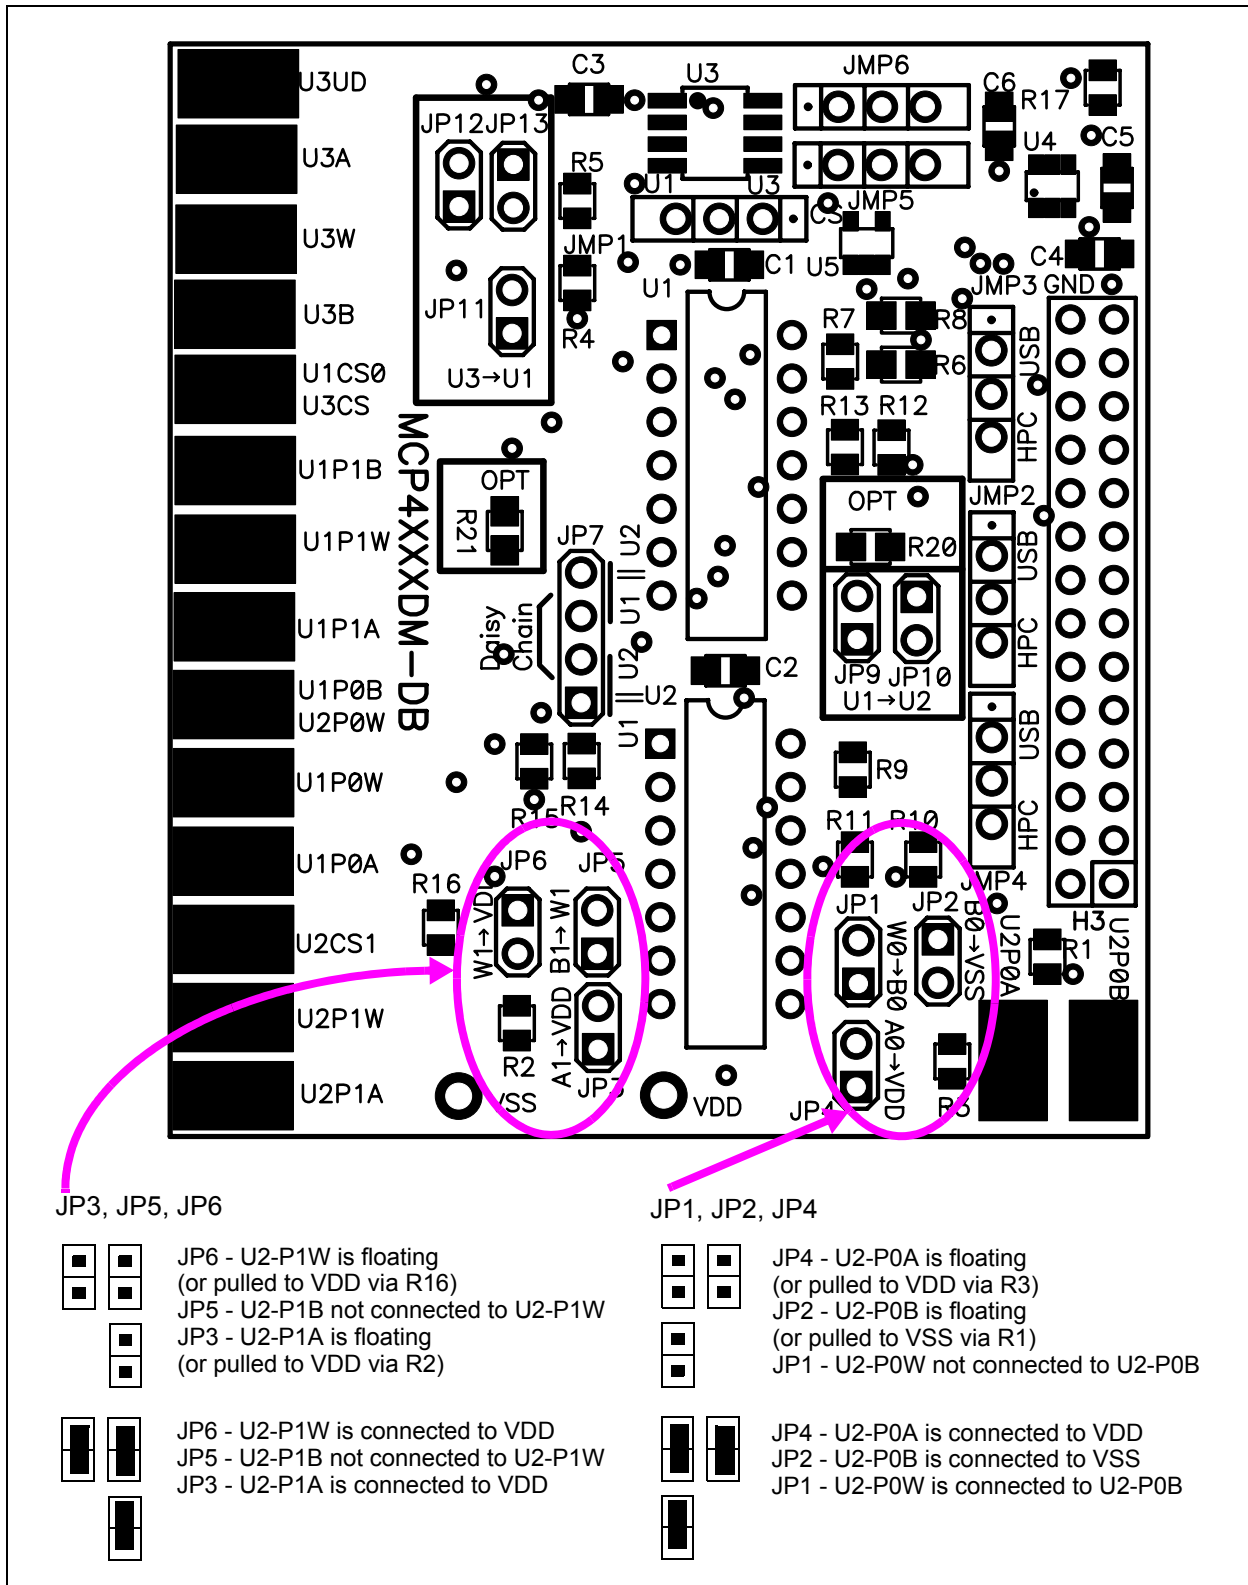 U3UD
U3A
U3W
U3B
U1CS0
U3CS
U1P1B
U1P1W
U1P1A
U1P0B
U2P0W
U1P0W
U1P0A
U2CS1
U2P1W
U2P1A
C3
U3
JMP6
C6
R17
JP12 JP13
R5
U4
C5
U1
U3
JMP5
CS
JMP1
JP11
R4
U1
C1
U5
C4
JMP3 GND
U3→U1
R7
R8
R6
USB
HPC
R13
R12
MCP4XXXDM-DB
OPT
R21
JP7
U2
||
U1
Daisy
Chain
U2
||
U1
OPT
R20
JP9
JP10
U1→U2
JMP2
USB
HPC
U2
C2
USB
HPC
JMP4
R15
R14
R9
R11
R10
R16
JP6
JP5
W1→VD
B1→W1
A1→VDD
R2
JP3
VSS
VDD
JP1
JP2
W0→B0
B0→VSS
A0→VDD
JP4
R3
H3
U2P0A
R1
U2P0B
JP3, JP5, JP6
JP6 - U2-P1W is floating
(or pulled to VDD via R16)
JP5 - U2-P1B not connected to U2-P1W
JP3 - U2-P1A is floating
(or pulled to VDD via R2)
JP6 - U2-P1W is connected to VDD
JP5 - U2-P1B not connected to U2-P1W
JP3 - U2-P1A is connected to VDD
JP1, JP2, JP4
JP4 - U2-P0A is floating
(or pulled to VDD via R3)
JP2 - U2-P0B is floating
(or pulled to VSS via R1)
JP1 - U2-P0W not connected to U2-P0B
JP4 - U2-P0A is connected to VDD
JP2 - U2-P0B is connected to VSS
JP1 - U2-P0W is connected to U2-P0B